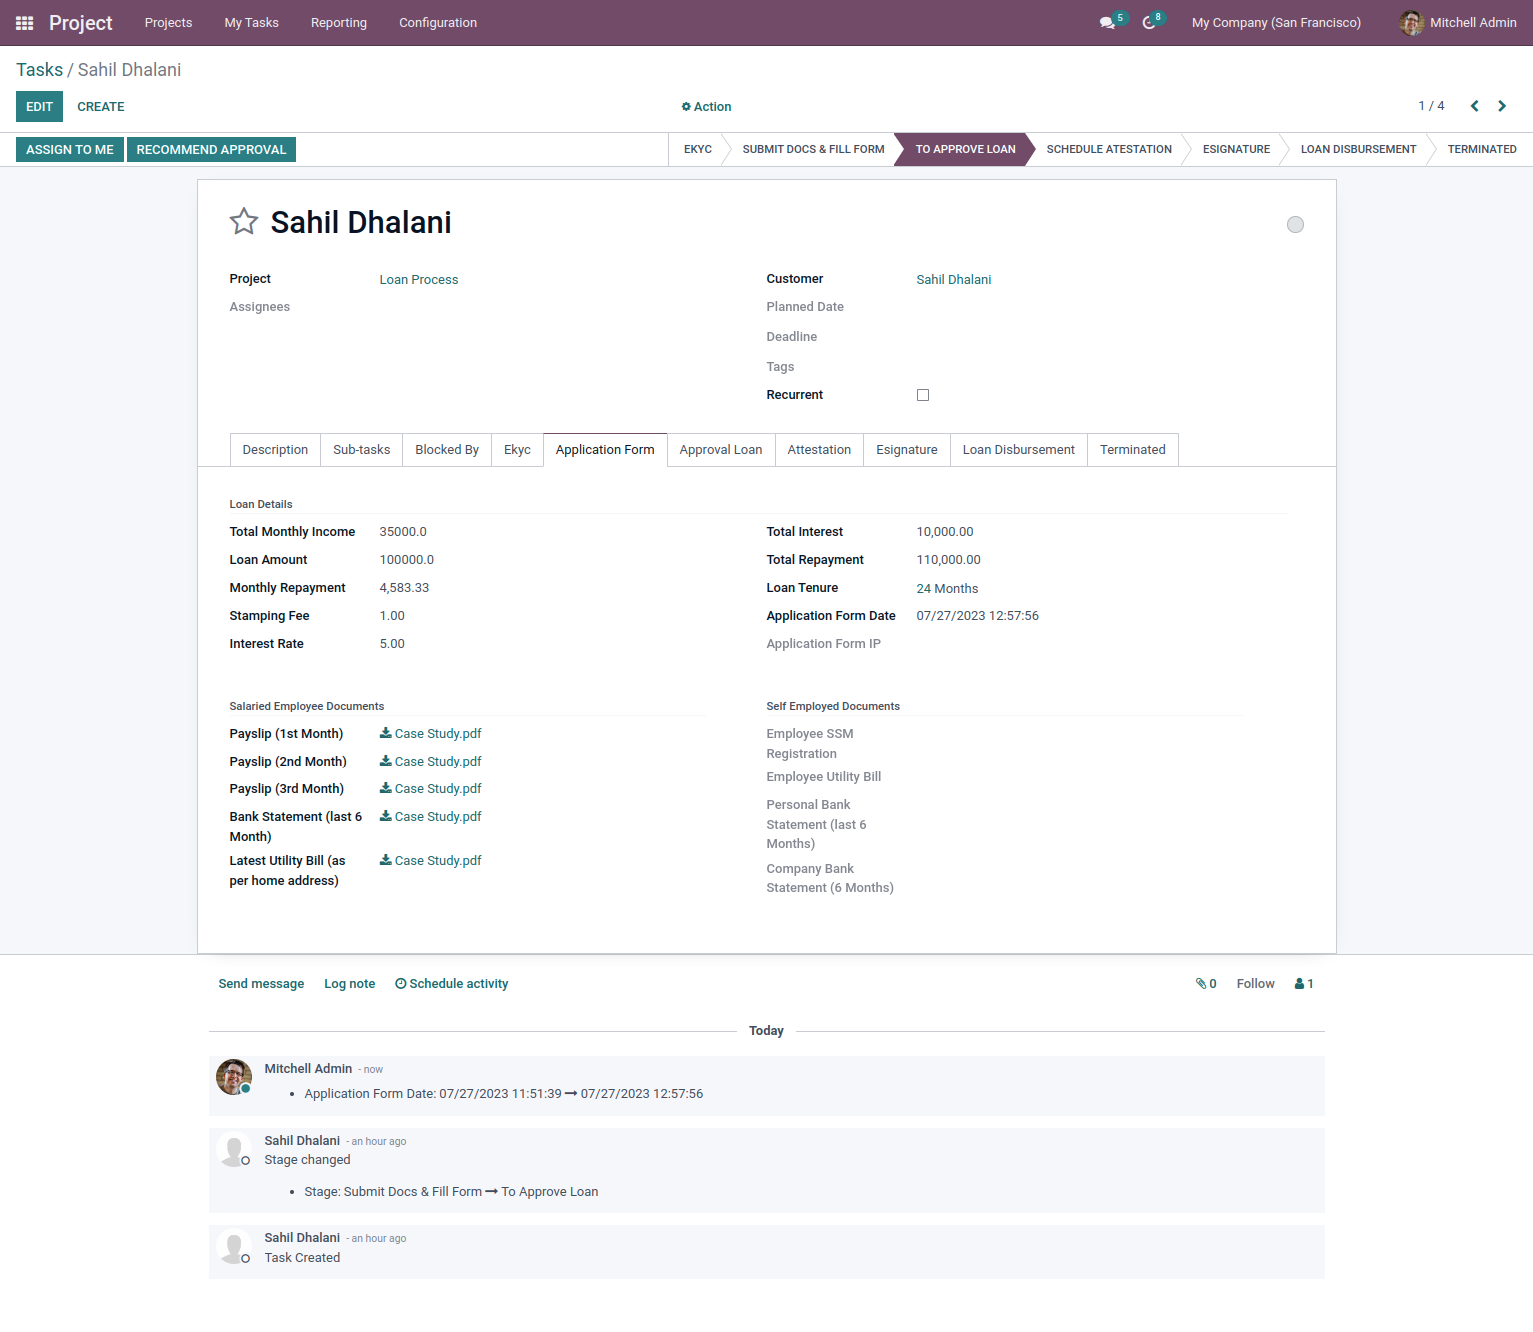 Project Projects My Tasks Reporting Configuration 5 8 My Company (San Francisco) Mitchell Admin
Tasks / Sahil Dhalani
EDIT CREATE Action 1 / 4
ASSIGN TO ME RECOMMEND APPROVAL EKYC SUBMIT DOCS & FILL FORM TO APPROVE LOAN SCHEDULE ATESTATION ESIGNATURE LOAN DISBURSEMENT TERMINATED
Sahil Dhalani
Project Loan Process
Assignees
Customer Sahil Dhalani
Planned Date
Deadline
Tags
Recurrent
Description Sub-tasks Blocked By Ekyc Application Form Approval Loan Attestation Esignature Loan Disbursement Terminated
Loan Details
Total Monthly Income 35000.0
Loan Amount 100000.0
Monthly Repayment 4,583.33
Stamping Fee 1.00
Interest Rate 5.00
Total Interest 10,000.00
Total Repayment 110,000.00
Loan Tenure 24 Months
Application Form Date 07/27/2023 12:57:56
Application Form IP
Salaried Employee Documents
Payslip (1st Month) Case Study.pdf
Payslip (2nd Month) Case Study.pdf
Payslip (3rd Month) Case Study.pdf
Bank Statement (last 6 Case Study.pdf
Month)
Latest Utility Bill (as Case Study.pdf
per home address)
Self Employed Documents
Employee SSM
Registration
Employee Utility Bill
Personal Bank
Statement (last 6
Months)
Company Bank
Statement (6 Months)
Send message Log note Schedule activity 0 Follow 1
Today
Mitchell Admin - now
• Application Form Date: 07/27/2023 11:51:39 → 07/27/2023 12:57:56
Sahil Dhalani - an hour ago
Stage changed
• Stage: Submit Docs & Fill Form → To Approve Loan
Sahil Dhalani - an hour ago
Task Created